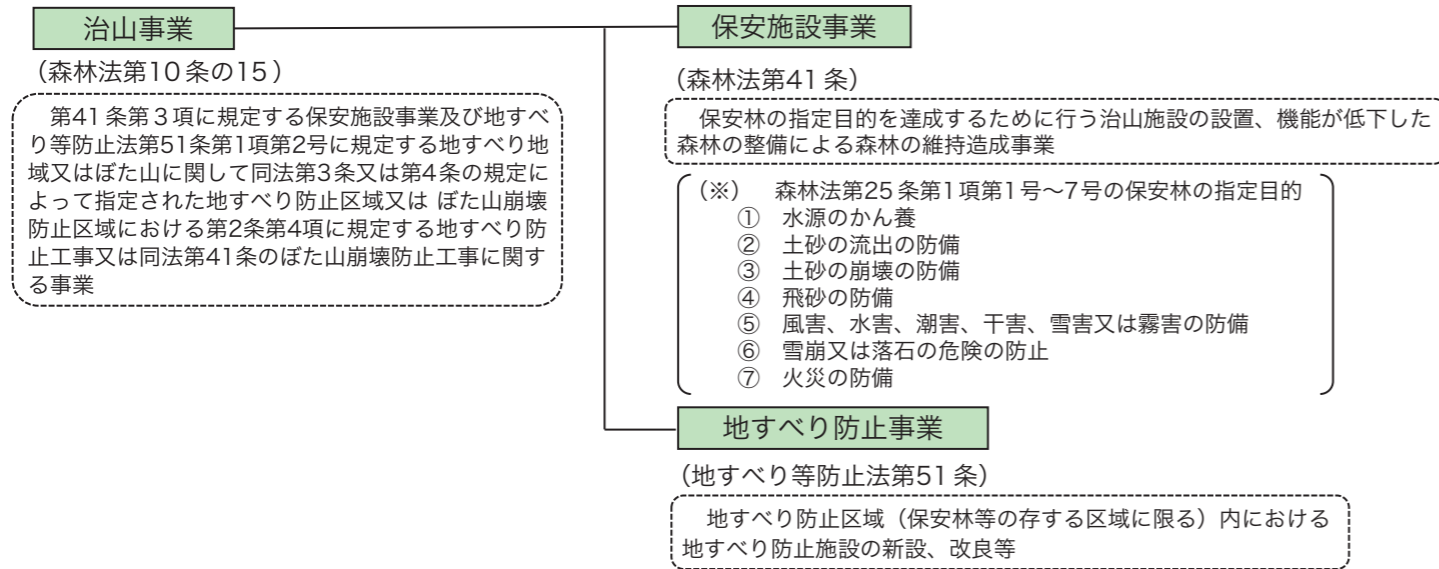 治山事業
（森林法第10条の15）
第41条第3項に規定する保安施設事業及び地すべ
り等防止法第51条第1項第2号に規定する地すべり地
域又はぼた山に関して同法第3条又は第4条の規定に
よって指定された地すべり防止区域又は ぼた山崩壊
防止区域における第2条第4項に規定する地すべり防
止工事又は同法第41条のぼた山崩壊防止工事に関す
る事業
保安施設事業
（森林法第41条）
保安林の指定目的を達成するために行う治山施設の設置、機能が低下した
森林の整備による森林の維持造成事業
（※）　森林法第25条第1項第1号～7号の保安林の指定目的
①　水源のかん養
②　土砂の流出の防備
③　土砂の崩壊の防備
④　飛砂の防備
⑤　風害、水害、潮害、干害、雪害又は霧害の防備
⑥　雪崩又は落石の危険の防止
⑦　火災の防備
地すべり防止事業
（地すべり等防止法第51条）
地すべり防止区域（保安林等の存する区域に限る）内における
地すべり防止施設の新設、改良等